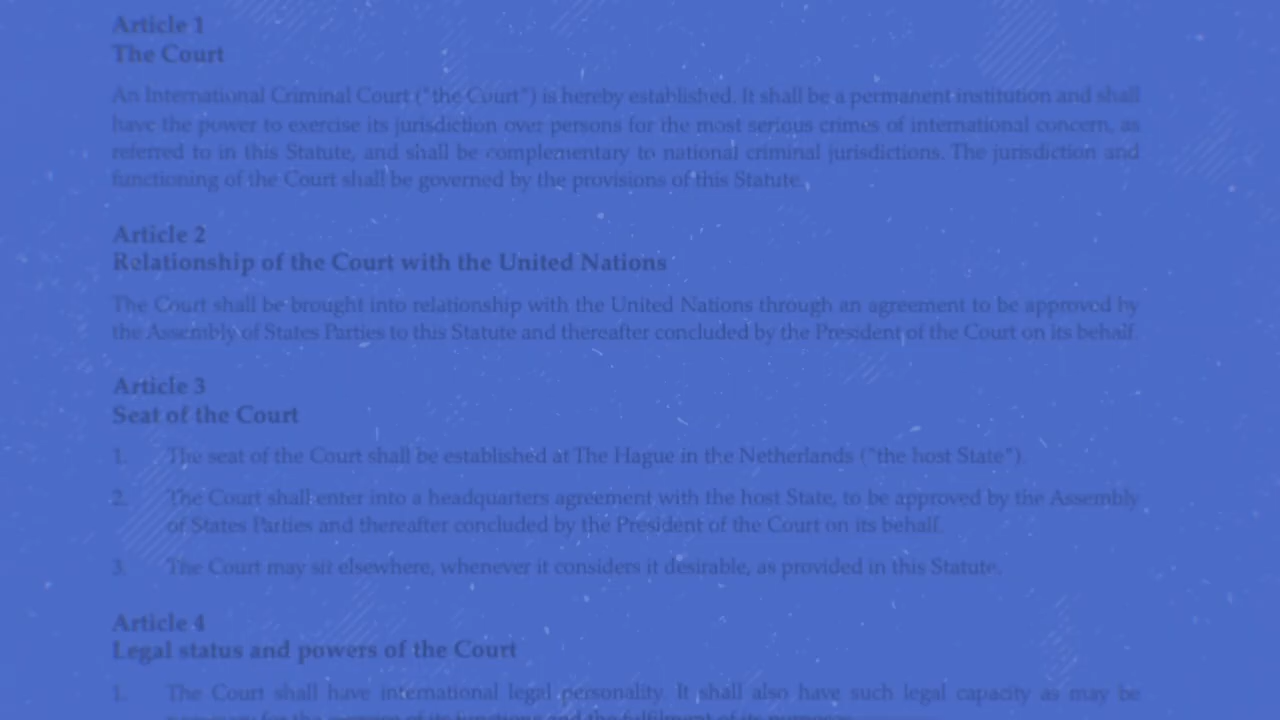 Article 1
The Court
An International Criminal Court ("the Court") is hereby established. It shall be a permanent institution and shall
have the power to exercise its jurisdiction over persons for the most serious crimes of international concern, as
referred to in this Statute, and shall be complementary to national criminal jurisdictions. The jurisdiction and
functioning of the Court shall be governed by the provisions of this Statute.
Article 2
Relationship of the Court with the United Nations
The Court shall be brought into relationship with the United Nations through an agreement to be approved by
the Assembly of States Parties to this Statute and thereafter concluded by the President of the Court on its behalf.
Article 3
Seat of the Court
1. The seat of the Court shall be established at The Hague in the Netherlands ("the host State").
2. The Court shall enter into a headquarters agreement with the host State, to be approved by the Assembly
of States Parties and thereafter concluded by the President of the Court on its behalf.
3. The Court may sit elsewhere, whenever it considers it desirable, as provided in this Statute.
Article 4
Legal status and powers of the Court
1. The Court shall have international legal personality. It shall also have such legal capacity as may be